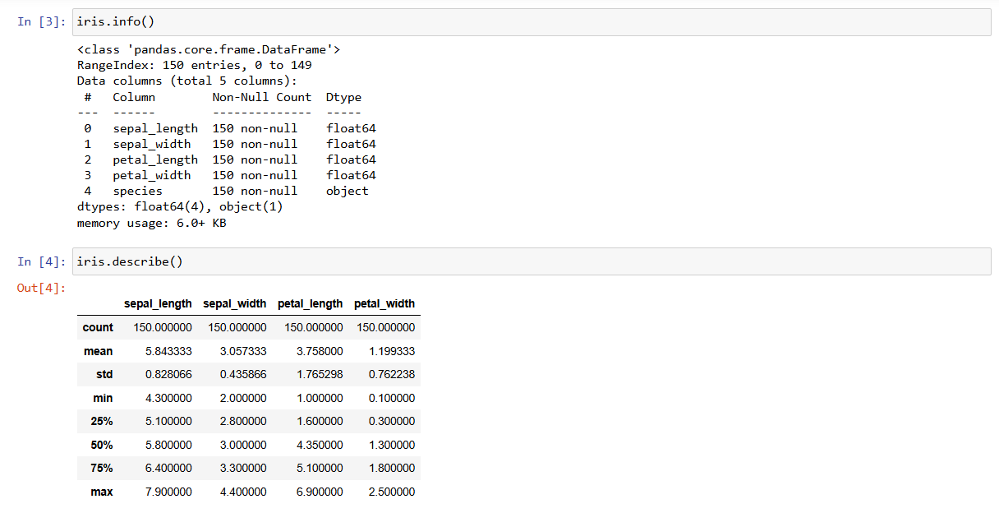 In [3]: iris.info()
<class 'pandas.core.frame.DataFrame'>
RangeIndex: 150 entries, 0 to 149
Data columns (total 5 columns):
 #   Column        Non-Null Count  Dtype
---  ------        --------------  -----
 0   sepal_length  150 non-null    float64
 1   sepal_width   150 non-null    float64
 2   petal_length  150 non-null    float64
 3   petal_width   150 non-null    float64
 4   species       150 non-null    object
dtypes: float64(4), object(1)
memory usage: 6.0+ KB
In [4]: iris.describe()
Out[4]:
sepal_length sepal_width petal_length petal_width
count 150.000000 150.000000 150.000000 150.000000
mean 5.843333 3.057333 3.758000 1.199333
std 0.828066 0.435866 1.765298 0.762238
min 4.300000 2.000000 1.000000 0.100000
25% 5.100000 2.800000 1.600000 0.300000
50% 5.800000 3.000000 4.350000 1.300000
75% 6.400000 3.300000 5.100000 1.800000
max 7.900000 4.400000 6.900000 2.500000